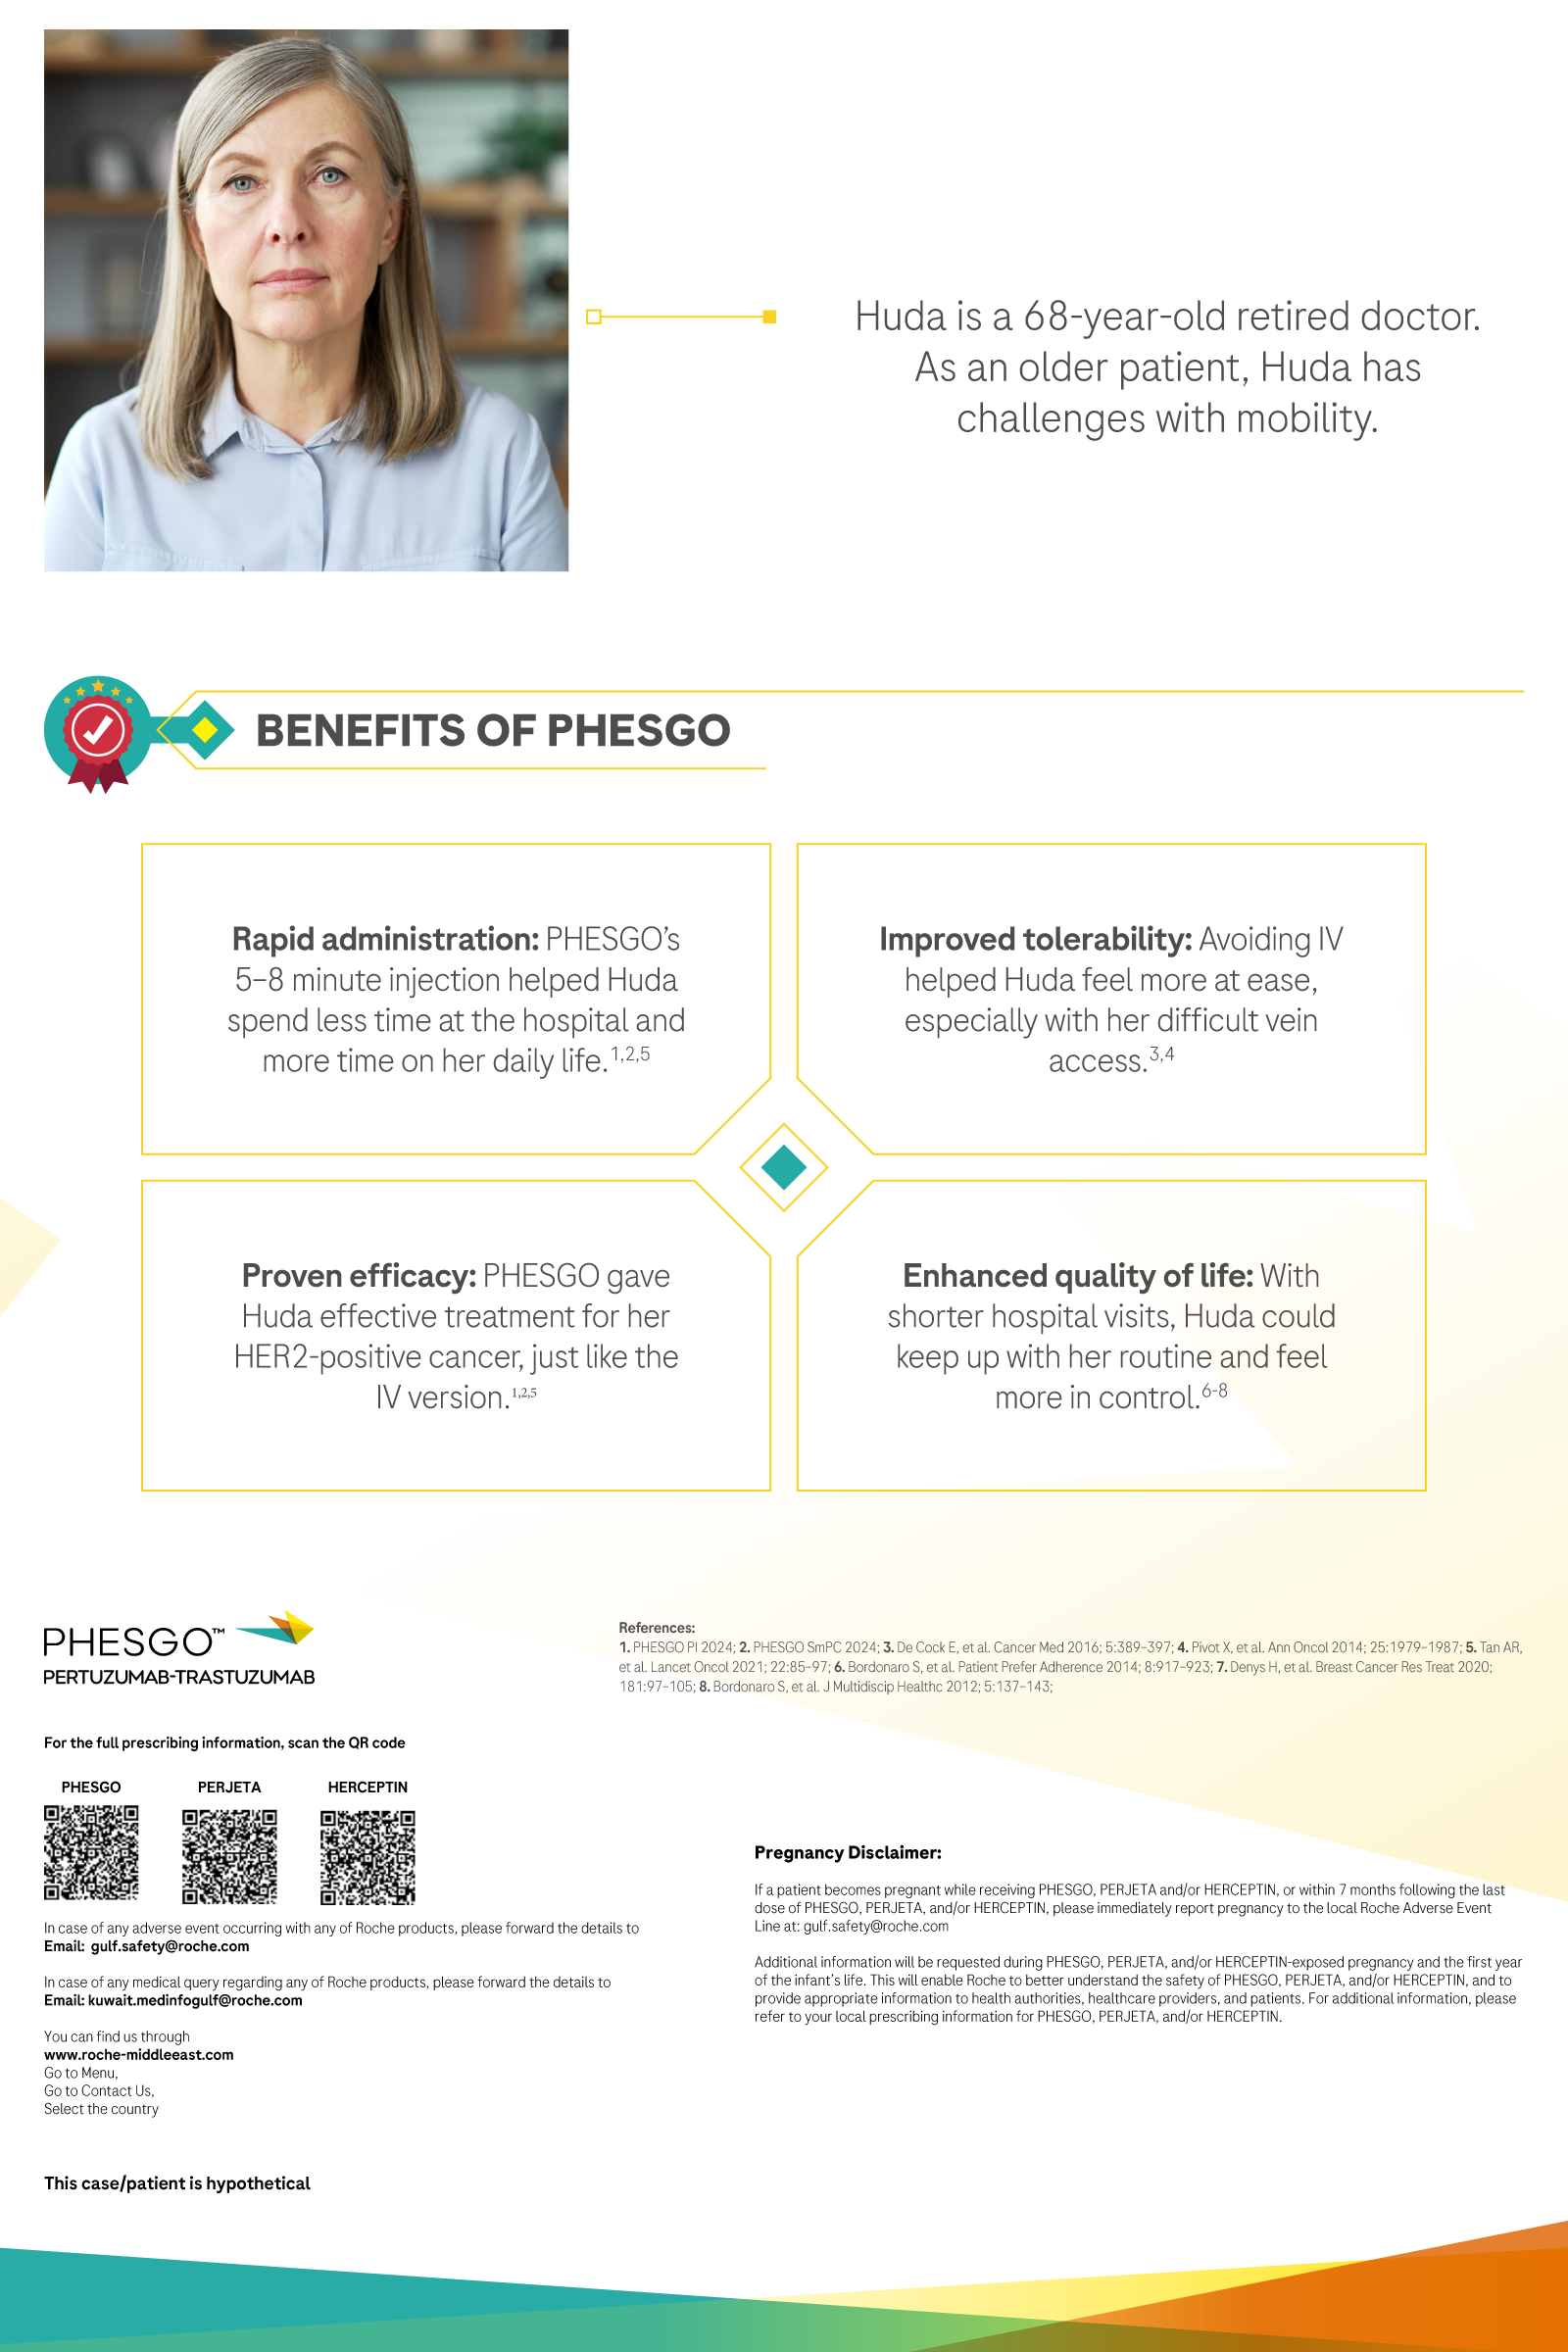 Huda is a 68-year-old retired doctor.
As an older patient, Huda has
challenges with mobility.
BENEFITS OF PHESGO
Rapid administration: PHESGO's
5–8 minute injection helped Huda
spend less time at the hospital and
more time on her daily life.1,2,5
Improved tolerability: Avoiding IV
helped Huda feel more at ease,
especially with her difficult vein
access.3,4
Proven efficacy: PHESGO gave
Huda effective treatment for her
HER2-positive cancer, just like the
IV version.1,2,5
Enhanced quality of life: With
shorter hospital visits, Huda could
keep up with her routine and feel
more in control.6-8
PHESGO™
PERTUZUMAB-TRASTUZUMAB
References:
1. PHESGO PI 2024; 2. PHESGO SmPC 2024; 3. De Cock E, et al. Cancer Med 2016; 5:389–397; 4. Pivot X, et al. Ann Oncol 2014; 25:1979–1987; 5. Tan AR,
et al. Lancet Oncol 2021; 22:85–97; 6. Bordonaro S, et al. Patient Prefer Adherence 2014; 8:917–923; 7. Denys H, et al. Breast Cancer Res Treat 2020;
181:97–105; 8. Bordonaro S, et al. J Multidiscip Healthc 2012; 5:137–143;
For the full prescribing information, scan the QR code
PHESGO PERJETA HERCEPTIN
In case of any adverse event occurring with any of Roche products, please forward the details to
Email: gulf.safety@roche.com
In case of any medical query regarding any of Roche products, please forward the details to
Email: kuwait.medinfogulf@roche.com
You can find us through
www.roche-middleeast.com
Go to Menu,
Go to Contact Us,
Select the country
Pregnancy Disclaimer:
If a patient becomes pregnant while receiving PHESGO, PERJETA and/or HERCEPTIN, or within 7 months following the last
dose of PHESGO, PERJETA, and/or HERCEPTIN, please immediately report pregnancy to the local Roche Adverse Event
Line at: gulf.safety@roche.com
Additional information will be requested during PHESGO, PERJETA, and/or HERCEPTIN-exposed pregnancy and the first year
of the infant's life. This will enable Roche to better understand the safety of PHESGO, PERJETA, and/or HERCEPTIN, and to
provide appropriate information to health authorities, healthcare providers, and patients. For additional information, please
refer to your local prescribing information for PHESGO, PERJETA, and/or HERCEPTIN.
This case/patient is hypothetical